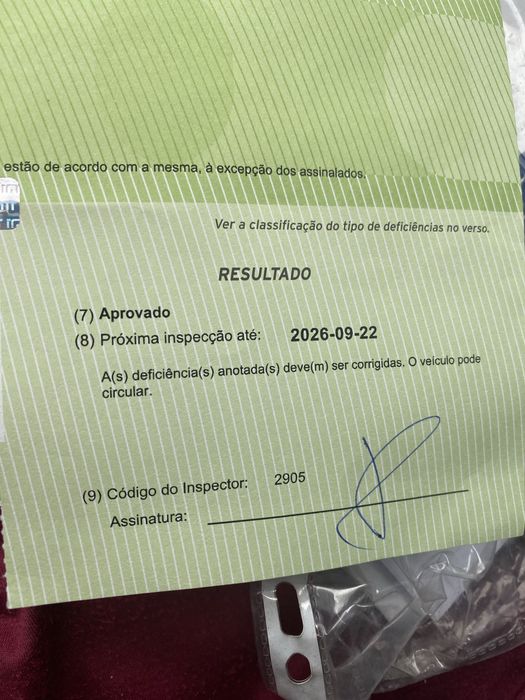 estão de acordo com a mesma, à excepção dos assinalados.
Ver a classificação do tipo de deficiências no verso.
RESULTADO
(7) Aprovado
(8) Próxima inspecção até: 2026-09-22
A(s) deficiência(s) anotada(s) deve(m) ser corrigidas. O veículo pode
circular.
(9) Código do Inspector: 2905
Assinatura: